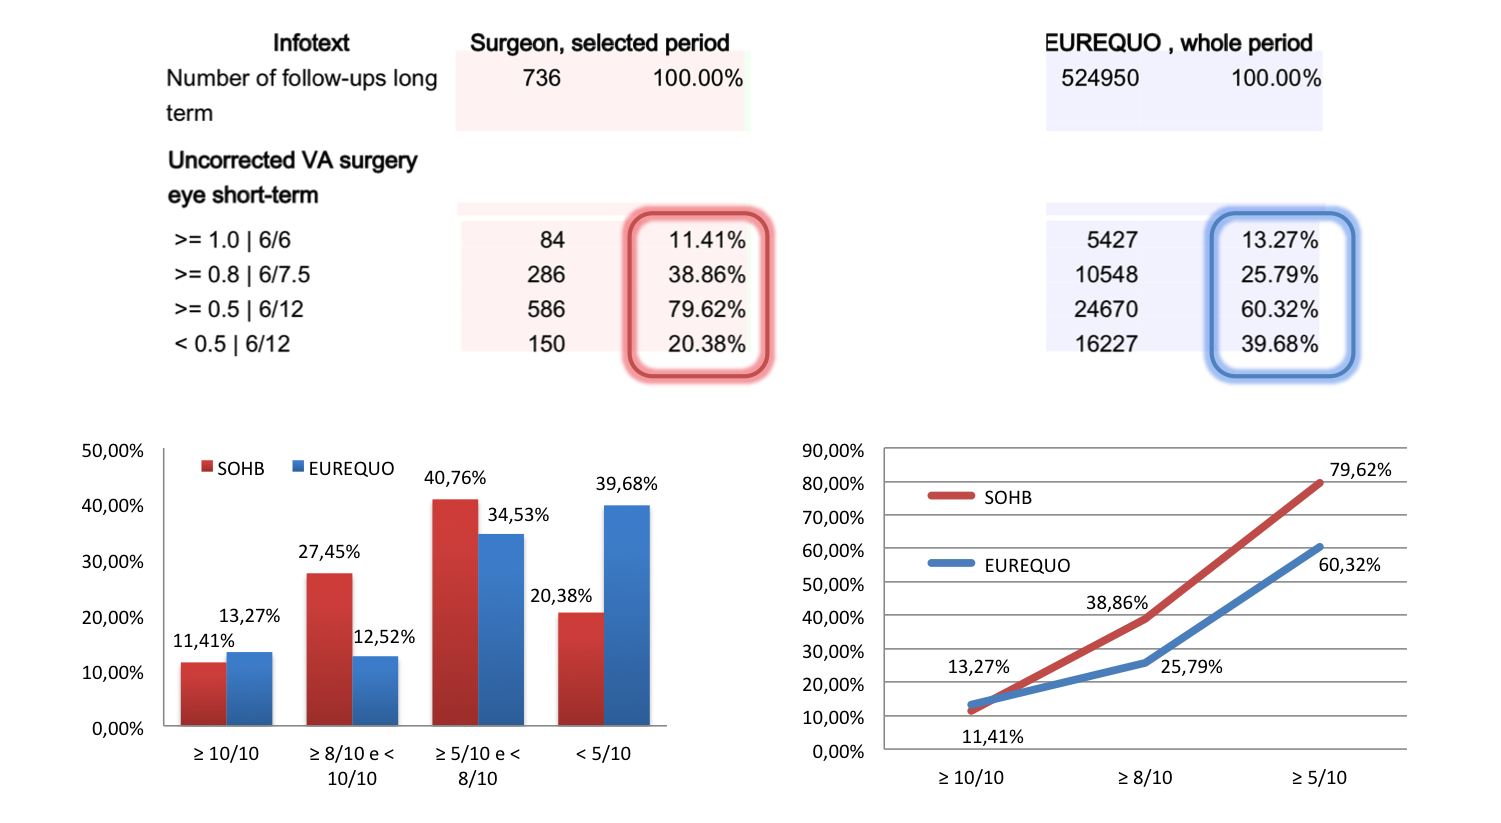 Infotext Surgeon, selected period EUREQUO , whole period
Number of follow-ups long 736 100.00% 524950 100.00%
term
Uncorrected VA surgery
eye short-term
>= 1.0 | 6/6 84 11.41% 5427 13.27%
>= 0.8 | 6/7.5 286 38.86% 10548 25.79%
>= 0.5 | 6/12 586 79.62% 24670 60.32%
< 0.5 | 6/12 150 20.38% 16227 39.68%
50,00%
40,00%
30,00%
20,00%
10,00%
0,00%
SOHB EUREQUO
11,41%
13,27%
27,45%
12,52%
40,76%
34,53%
20,38%
39,68%
≥ 10/10
≥ 8/10 e <
10/10
≥ 5/10 e <
8/10
< 5/10
90,00%
80,00%
70,00%
60,00%
50,00%
40,00%
30,00%
20,00%
10,00%
0,00%
SOHB
EUREQUO
13,27%
11,41%
38,86%
25,79%
79,62%
60,32%
≥ 10/10
≥ 8/10
≥ 5/10